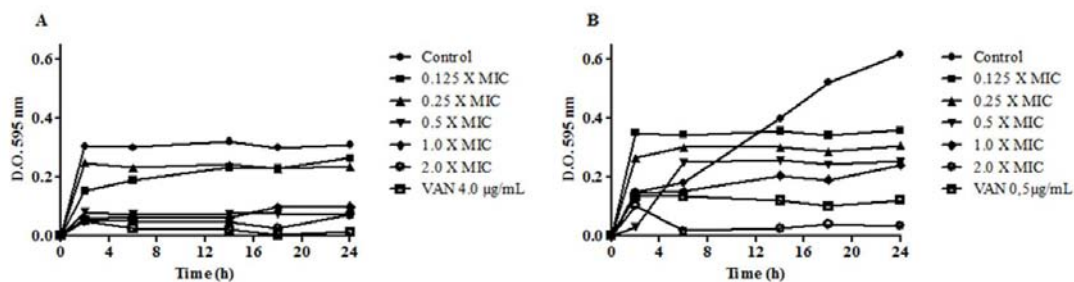 A
0.6
0.4
0.2
0.0
D.O. 595 nm
0 4 8 12 16 20 24
Time (h)
Control
0.125 X MIC
0.25 X MIC
0.5 X MIC
1.0 X MIC
2.0 X MIC
VAN 4.0 µg/mL
B
0.6
0.4
0.2
0.0
D.O. 595 nm
0 4 8 12 16 20 24
Time (h)
Control
0.125 X MIC
0.25 X MIC
0.5 X MIC
1.0 X MIC
2.0 X MIC
VAN 0,5µg/mL